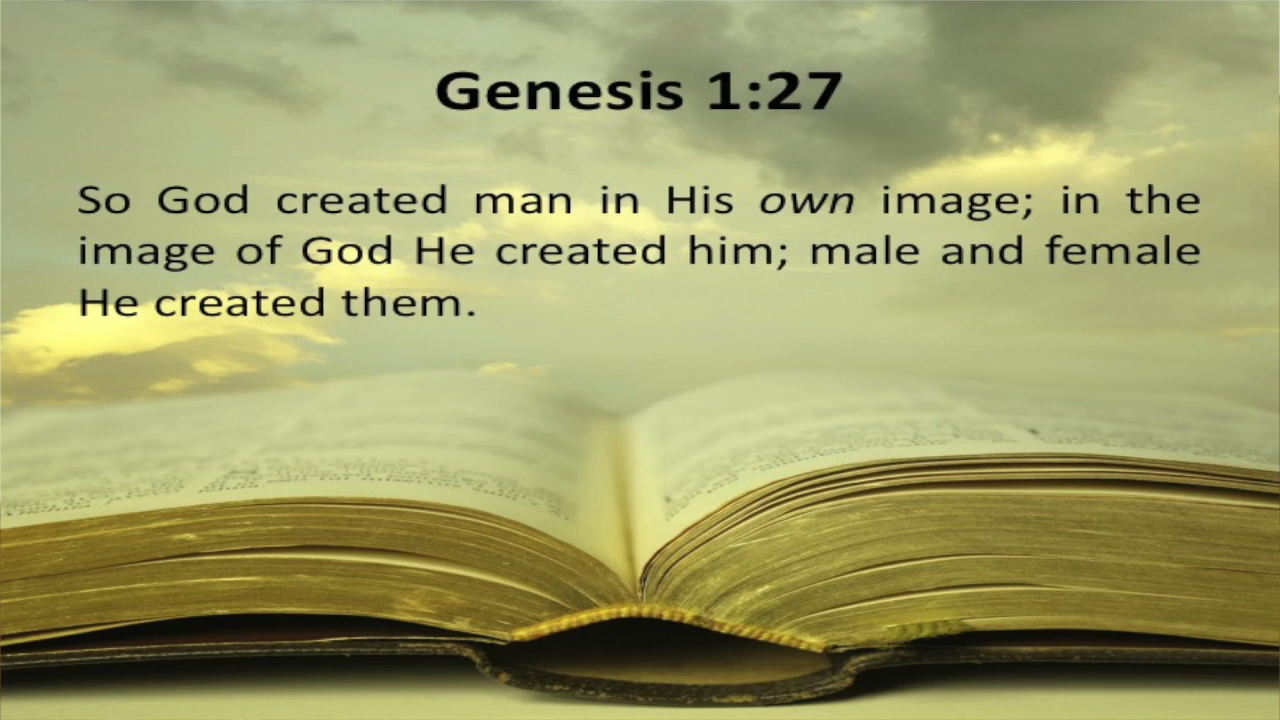 Genesis 1:27
So God created man in His own image; in the
image of God He created him; male and female
He created them.